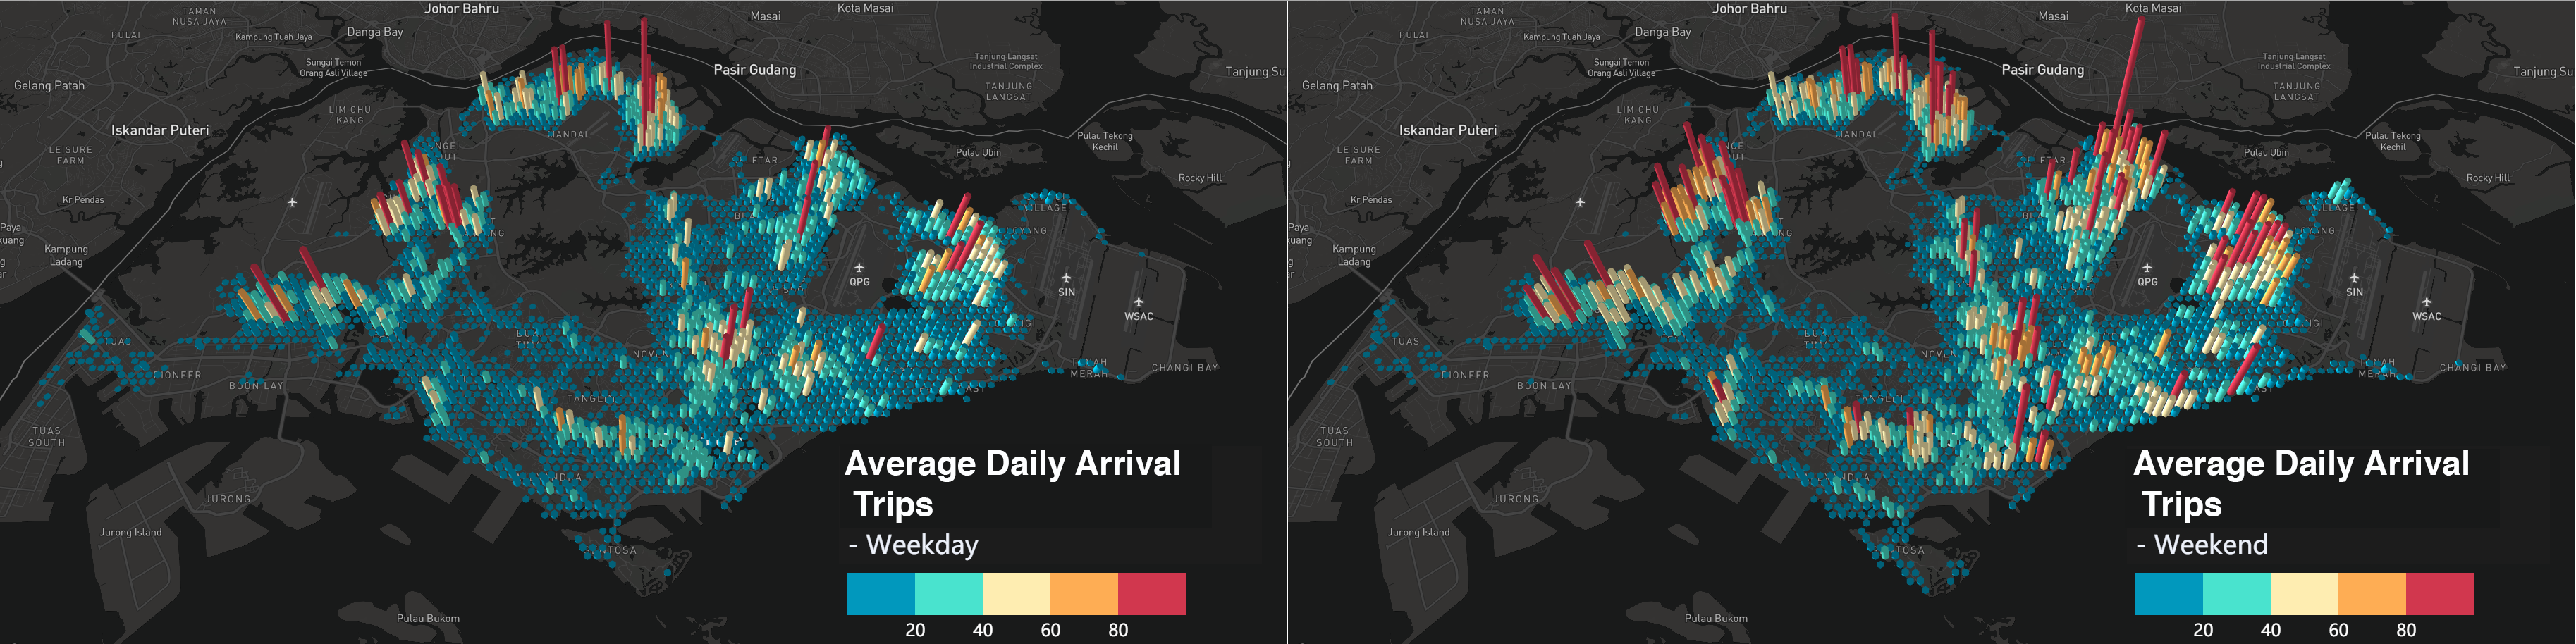 TAMAN
NUSA JAYA
Johor Bahru
Masai
Kota Masai
PULAI
Kampung Tuah Jaya
Danga Bay
Sungai Temon
Orang Asli Village
Pasir Gudang
Tanjung Langsat
Industrial Complex
TANJUNG
LANGSAT
Tanjung Su
Gelang Patah
LIM CHU
KANG
Iskandar Puteri
LEISURE
FARM
Pulau Tekong
Kechil
Pulau Ubin
Rocky Hill
Kr Pendas
Paya
Kampung
Ladang
QPG
SIN
WSAC
TUAS
PIONEER
BOON LAY
TANGLIN
CHANGI BAY
TUAS
SOUTH
JURONG
Jurong Island
Pulau Bukom
Average Daily Arrival
Trips
- Weekday
20 40 60 80
TAMAN
NUSA JAYA
Johor Bahru
Masai
Kota Masai
PULAI
Kampung Tuah Jaya
Danga Bay
Sungai Temon
Orang Asli Village
Pasir Gudang
Tanjung Langsat
Industrial Complex
TANJUNG
LANGSAT
Tanjung Su
Gelang Patah
LIM CHU
KANG
Iskandar Puteri
LEISURE
FARM
Pulau Tekong
Kechil
Pulau Ubin
Rocky Hill
Kr Pendas
Paya
kuang
Kampung
Ladang
QPG
SIN
WSAC
TUAS
PIONEER
BOON LAY
CHANGI BAY
TUAS
SOUTH
JURONG
Jurong Island
Pulau Bukom
Average Daily Arrival
Trips
- Weekend
20 40 60 80